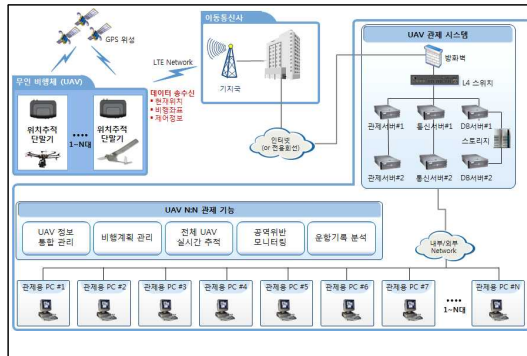 GPS 위성
무인 비행체 (UAV)
위치추적
단말기
1~N대
위치추적
단말기
LTE Network
데이터 송수신
• 현재위치
• 비행좌표
• 제어정보
이동통신사
기지국
인터넷
(or 전용회선)
UAV 관제 시스템
방화벽
L4 스위치
관제서버#1
통신서버#1
DB서버#1
스토리지
관제서버#2
통신서버#2
DB서버#2
UAV N:N 관제 기능
UAV 정보
통합 관리
비행계획 관리
전체 UAV
실시간 추적
공역위반
모니터링
운항기록 분석
내부/외부
Network
관제용 PC #1
관제용 PC #2
관제용 PC #3
관제용 PC #4
관제용 PC #5
관제용 PC #6
관제용 PC #7
1~N대
관제용 PC #N